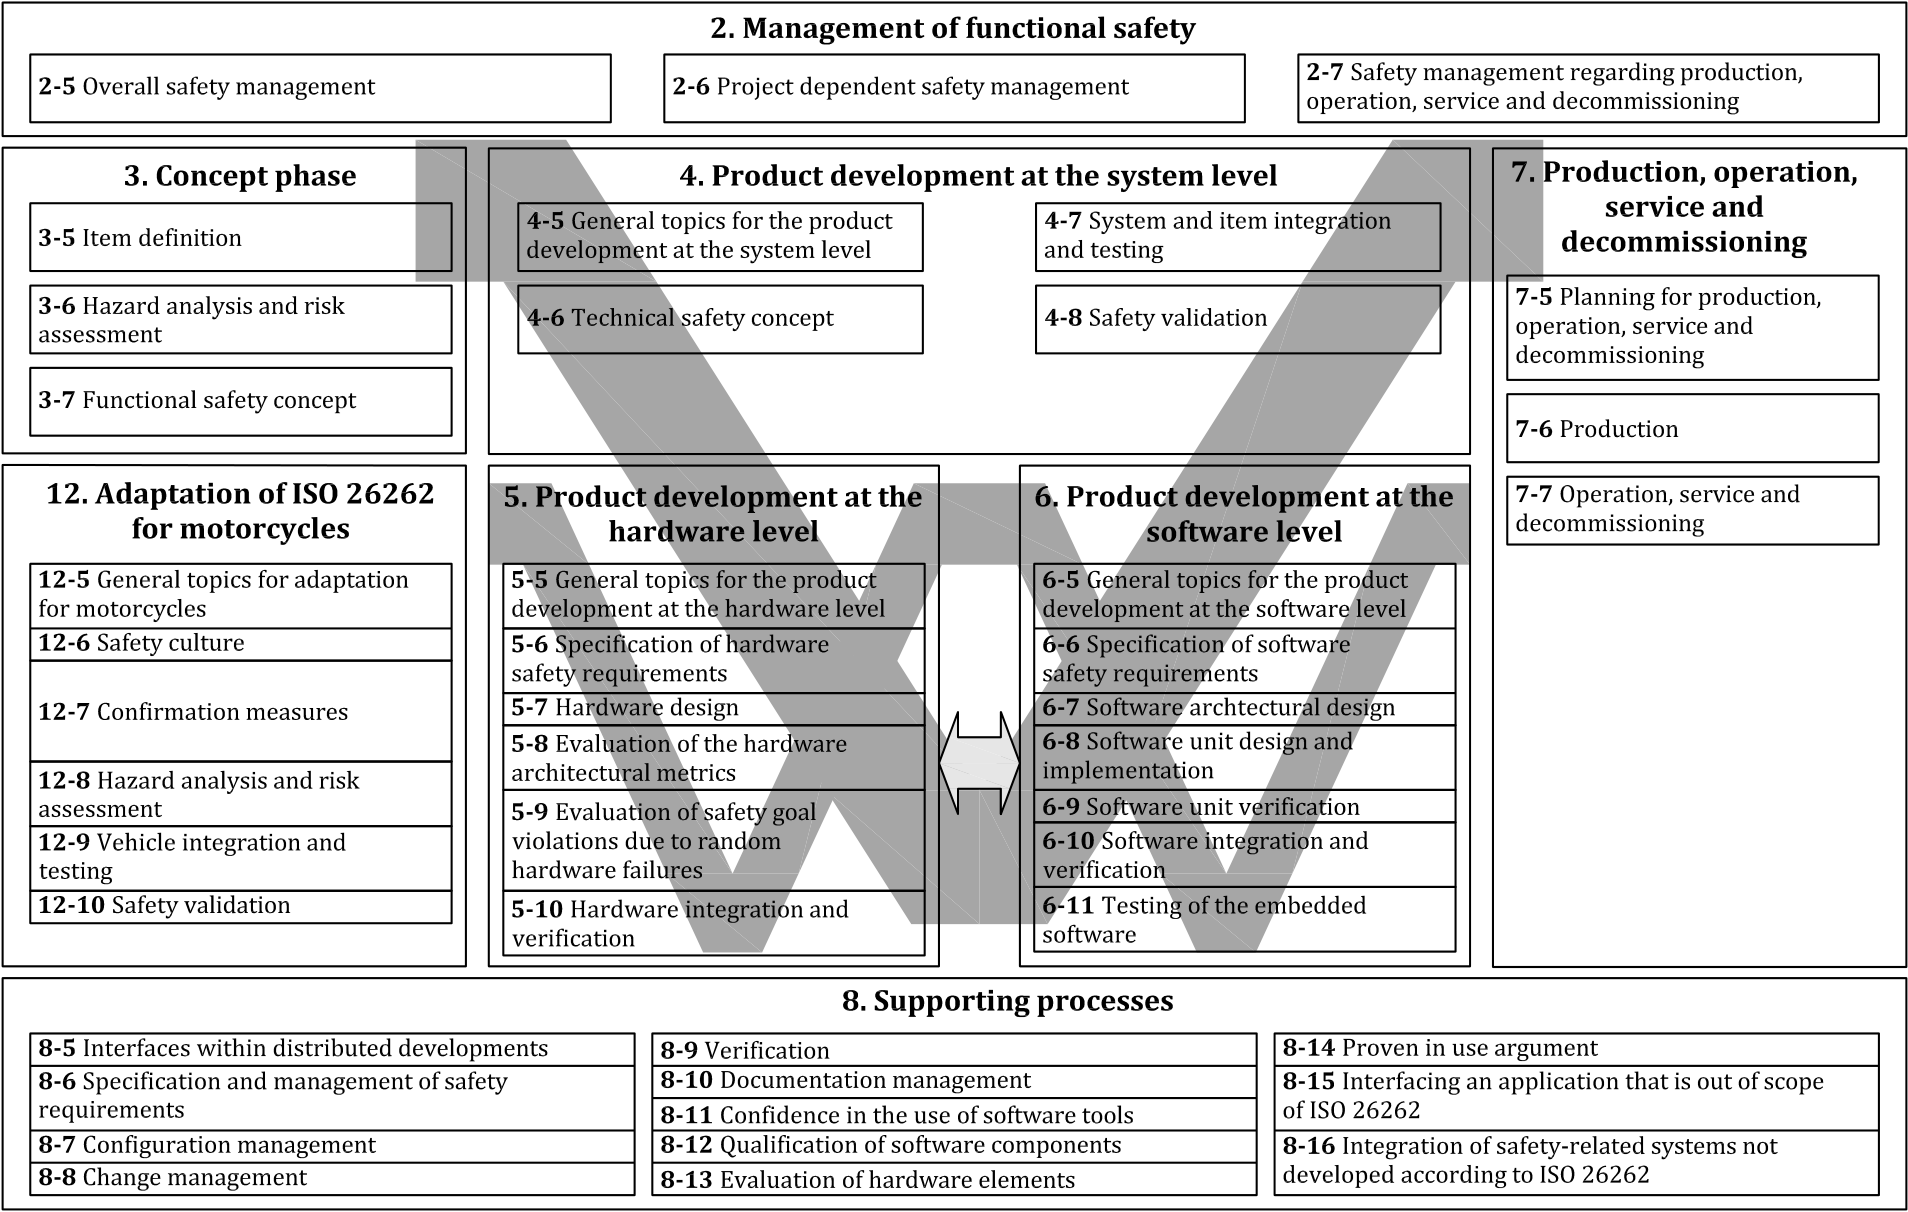 2. Management of functional safety
2-5 Overall safety management
2-6 Project dependent safety management
2-7 Safety management regarding production,
operation, service and decommissioning
3. Concept phase
3-5 Item definition
3-6 Hazard analysis and risk
assessment
3-7 Functional safety concept
4. Product development at the system level
4-5 General topics for the product
development at the system level
4-6 Technical safety concept
4-7 System and item integration
and testing
4-8 Safety validation
7. Production, operation,
service and
decommissioning
7-5 Planning for production,
operation, service and
decommissioning
7-6 Production
7-7 Operation, service and
decommissioning
12. Adaptation of ISO 26262
for motorcycles
12-5 General topics for adaptation
for motorcycles
12-6 Safety culture
12-7 Confirmation measures
12-8 Hazard analysis and risk
assessment
12-9 Vehicle integration and
testing
12-10 Safety validation
5. Product development at the
hardware level
5-5 General topics for the product
development at the hardware level
5-6 Specification of hardware
safety requirements
5-7 Hardware design
5-8 Evaluation of the hardware
architectural metrics
5-9 Evaluation of safety goal
violations due to random
hardware failures
5-10 Hardware integration and
verification
6. Product development at the
software level
6-5 General topics for the product
development at the software level
6-6 Specification of software
safety requirements
6-7 Software archtectural design
6-8 Software unit design and
implementation
6-9 Software unit verification
6-10 Software integration and
verification
6-11 Testing of the embedded
software
8. Supporting processes
8-5 Interfaces within distributed developments
8-6 Specification and management of safety
requirements
8-7 Configuration management
8-8 Change management
8-9 Verification
8-10 Documentation management
8-11 Confidence in the use of software tools
8-12 Qualification of software components
8-13 Evaluation of hardware elements
8-14 Proven in use argument
8-15 Interfacing an application that is out of scope
of ISO 26262
8-16 Integration of safety-related systems not
developed according to ISO 26262